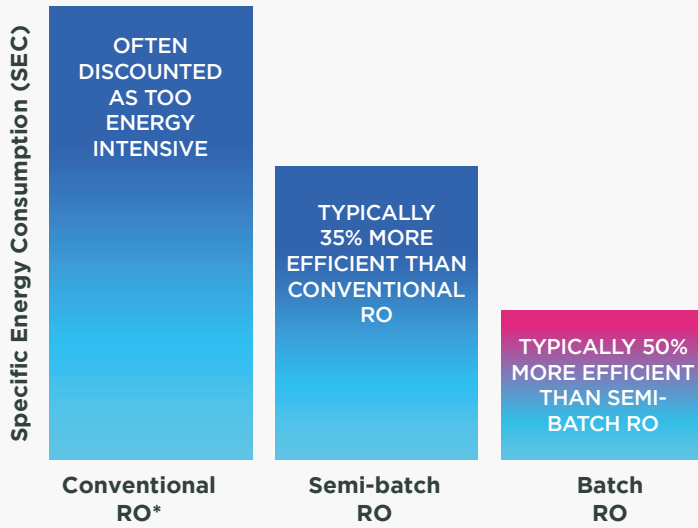 Specific Energy Consumption (SEC)
OFTEN
DISCOUNTED
AS TOO
ENERGY
INTENSIVE
TYPICALLY
35% MORE
EFFICIENT THAN
CONVENTIONAL
RO
TYPICALLY 50%
MORE EFFICIENT
THAN SEMI-
BATCH RO
Conventional
RO*
Semi-batch
RO
Batch
RO